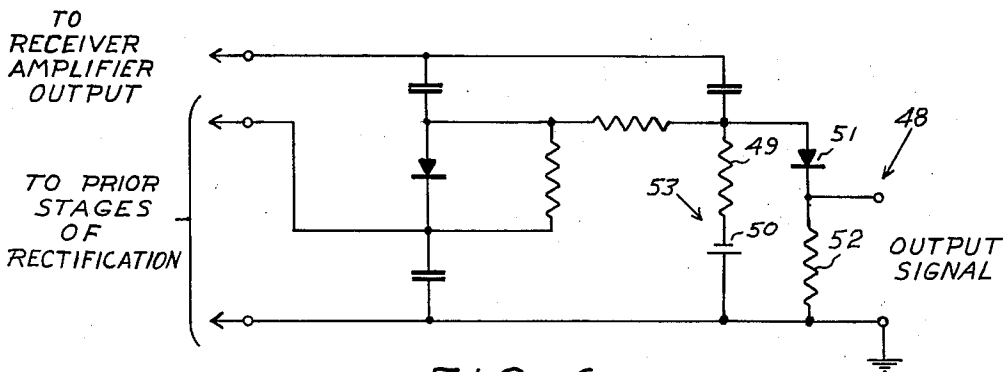 TO
RECEIVER
AMPLIFIER
OUTPUT
TO PRIOR
STAGES
OF
RECTIFICATION
49
53
50
51
48
52
OUTPUT
SIGNAL